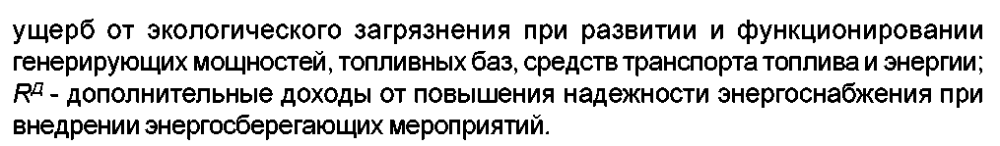 ущерб от экологического загрязнения при развитии и функционировании
генерирующих мощностей, топливных баз, средств транспорта топлива и энергии;
Rᴰ - дополнительные доходы от повышения надежности энергоснабжения при
внедрении энергосберегающих мероприятий.